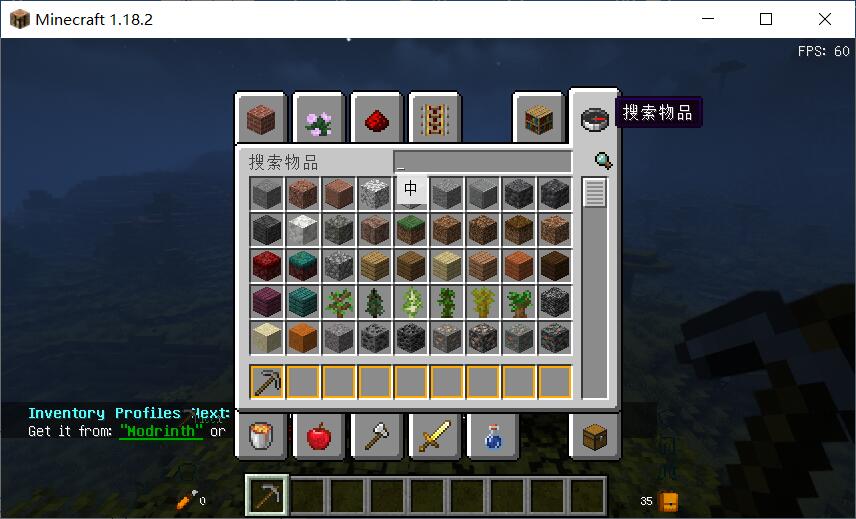 Minecraft 1.18.2
FPS: 60
搜索物品
搜索物品
中
Inventory Profiles Next:
Get it from: "Modrinth" or
0
35